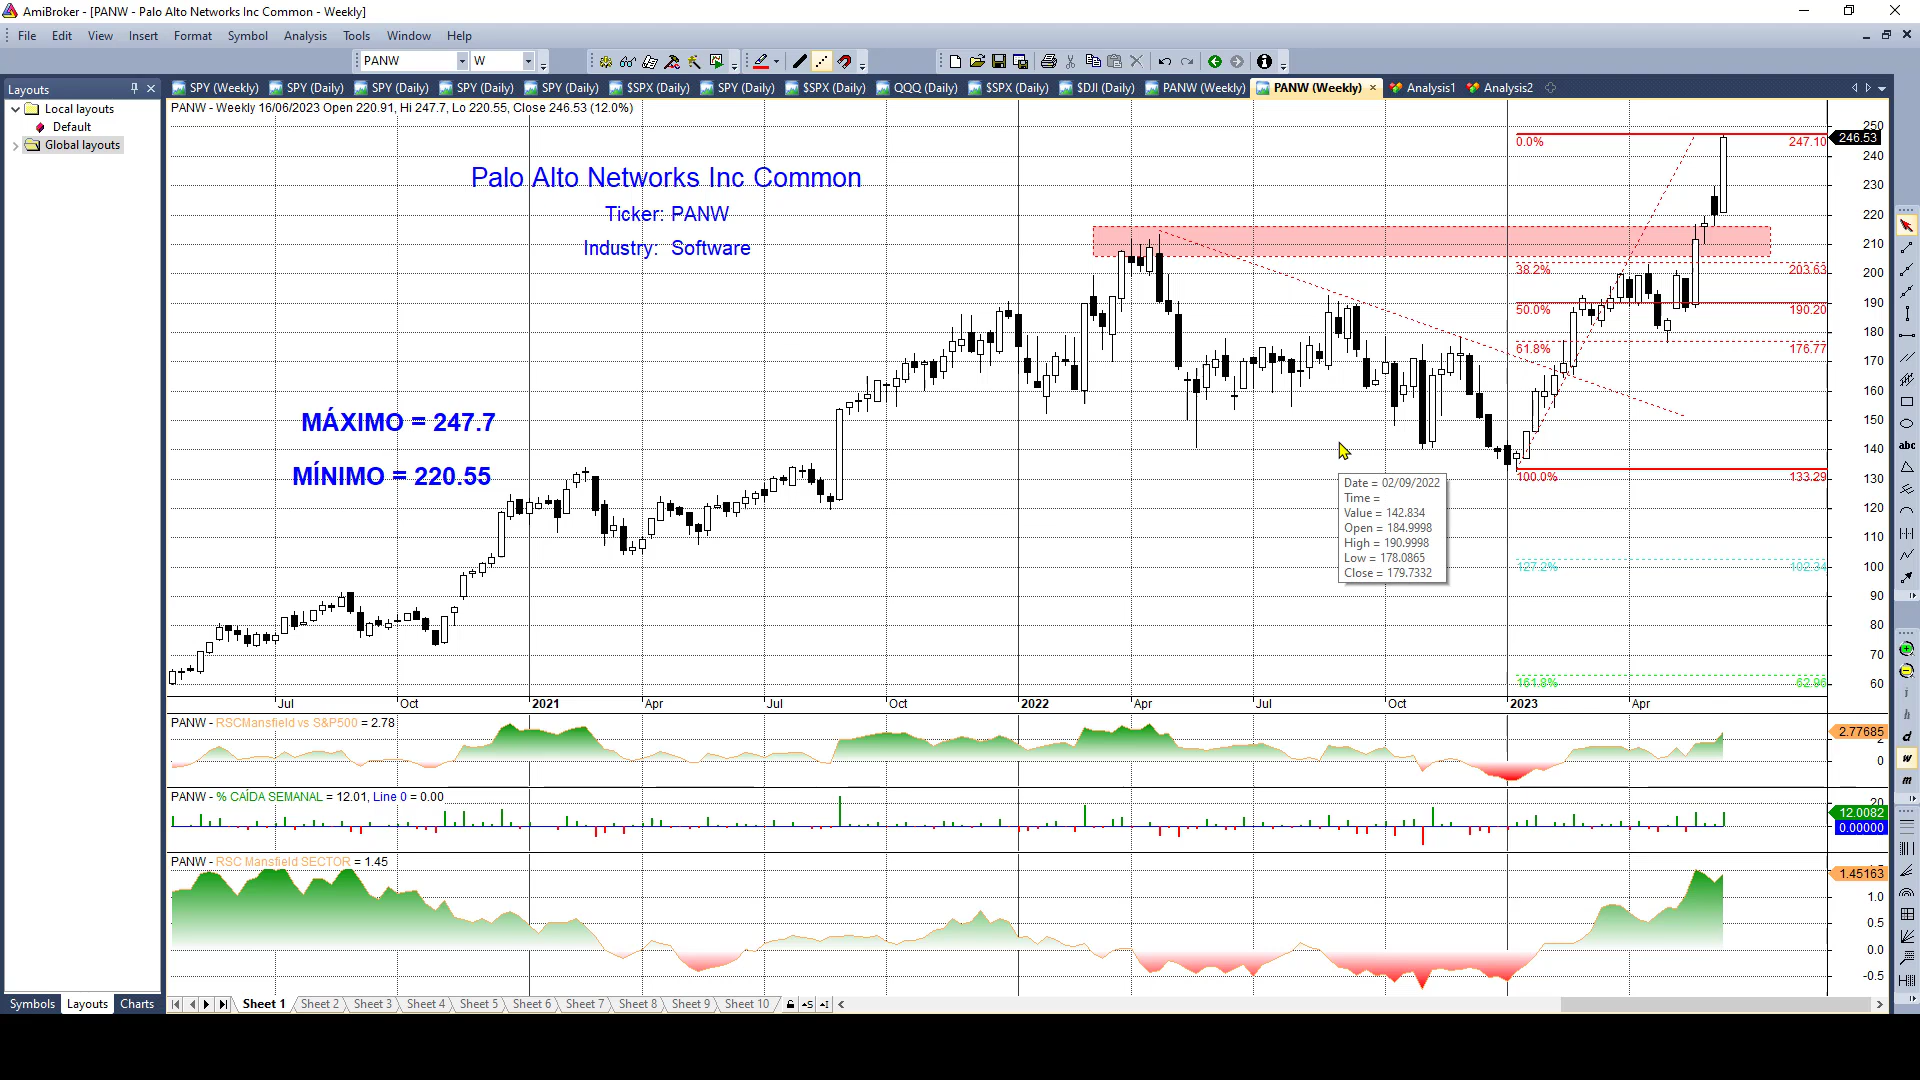 AmiBroker - [PANW - Palo Alto Networks Inc Common - Weekly]
File Edit View Insert Format Symbol Analysis Tools Window Help
PANW W
Layouts
SPY (Weekly) SPY (Daily) SPY (Daily) SPY (Daily) SPY (Daily) $SPX (Daily) SPY (Daily) $SPX (Daily) QQQ (Daily) $SPX (Daily) $DJI (Daily) PANW (Weekly) PANW (Weekly) Analysis1 Analysis2
Local layouts
Default
Global layouts
PANW - Weekly 16/06/2023 Open 220.91, Hi 247.7, Lo 220.55, Close 246.53 (12.0%)
Palo Alto Networks Inc Common
Ticker: PANW
Industry: Software
MÁXIMO = 247.7
MÍNIMO = 220.55
0.0% 247.10
38.2% 203.63
50.0% 190.20
61.8% 176.77
100.0% 133.29
127.2% 102.34
161.8% 62.96
Date = 02/09/2022
Time =
Value = 142.834
Open = 184.9998
High = 190.9998
Low = 178.0865
Close = 179.7332
250
246.53
240
230
220
210
200
190
180
170
160
150
140
130
120
110
100
90
80
70
60
Jul Oct 2021 Apr Jul Oct 2022 Apr Jul Oct 2023 Apr
PANW - RSCMansfield vs S&P500 = 2.78
2.77685
2
0
PANW - % CAÍDA SEMANAL = 12.01, Line 0 = 0.00
20
12.0082
0.00000
PANW - RSC Mansfield SECTOR = 1.45
1.45163
1.0
0.5
0.0
-0.5
abc
i
h
d
w
m
Symbols Layouts Charts
Sheet 1 Sheet 2 Sheet 3 Sheet 4 Sheet 5 Sheet 6 Sheet 7 Sheet 8 Sheet 9 Sheet 10